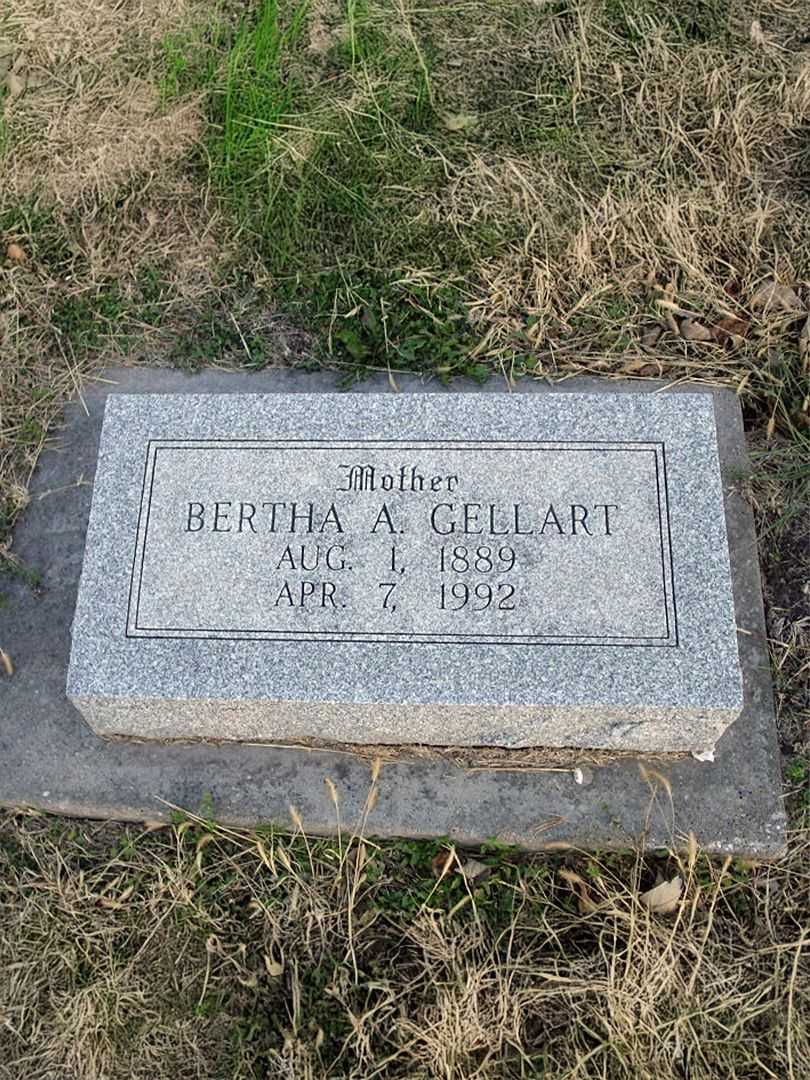 Mother
BERTHA A. GELLART
AUG. 1, 1889
APR. 7, 1992